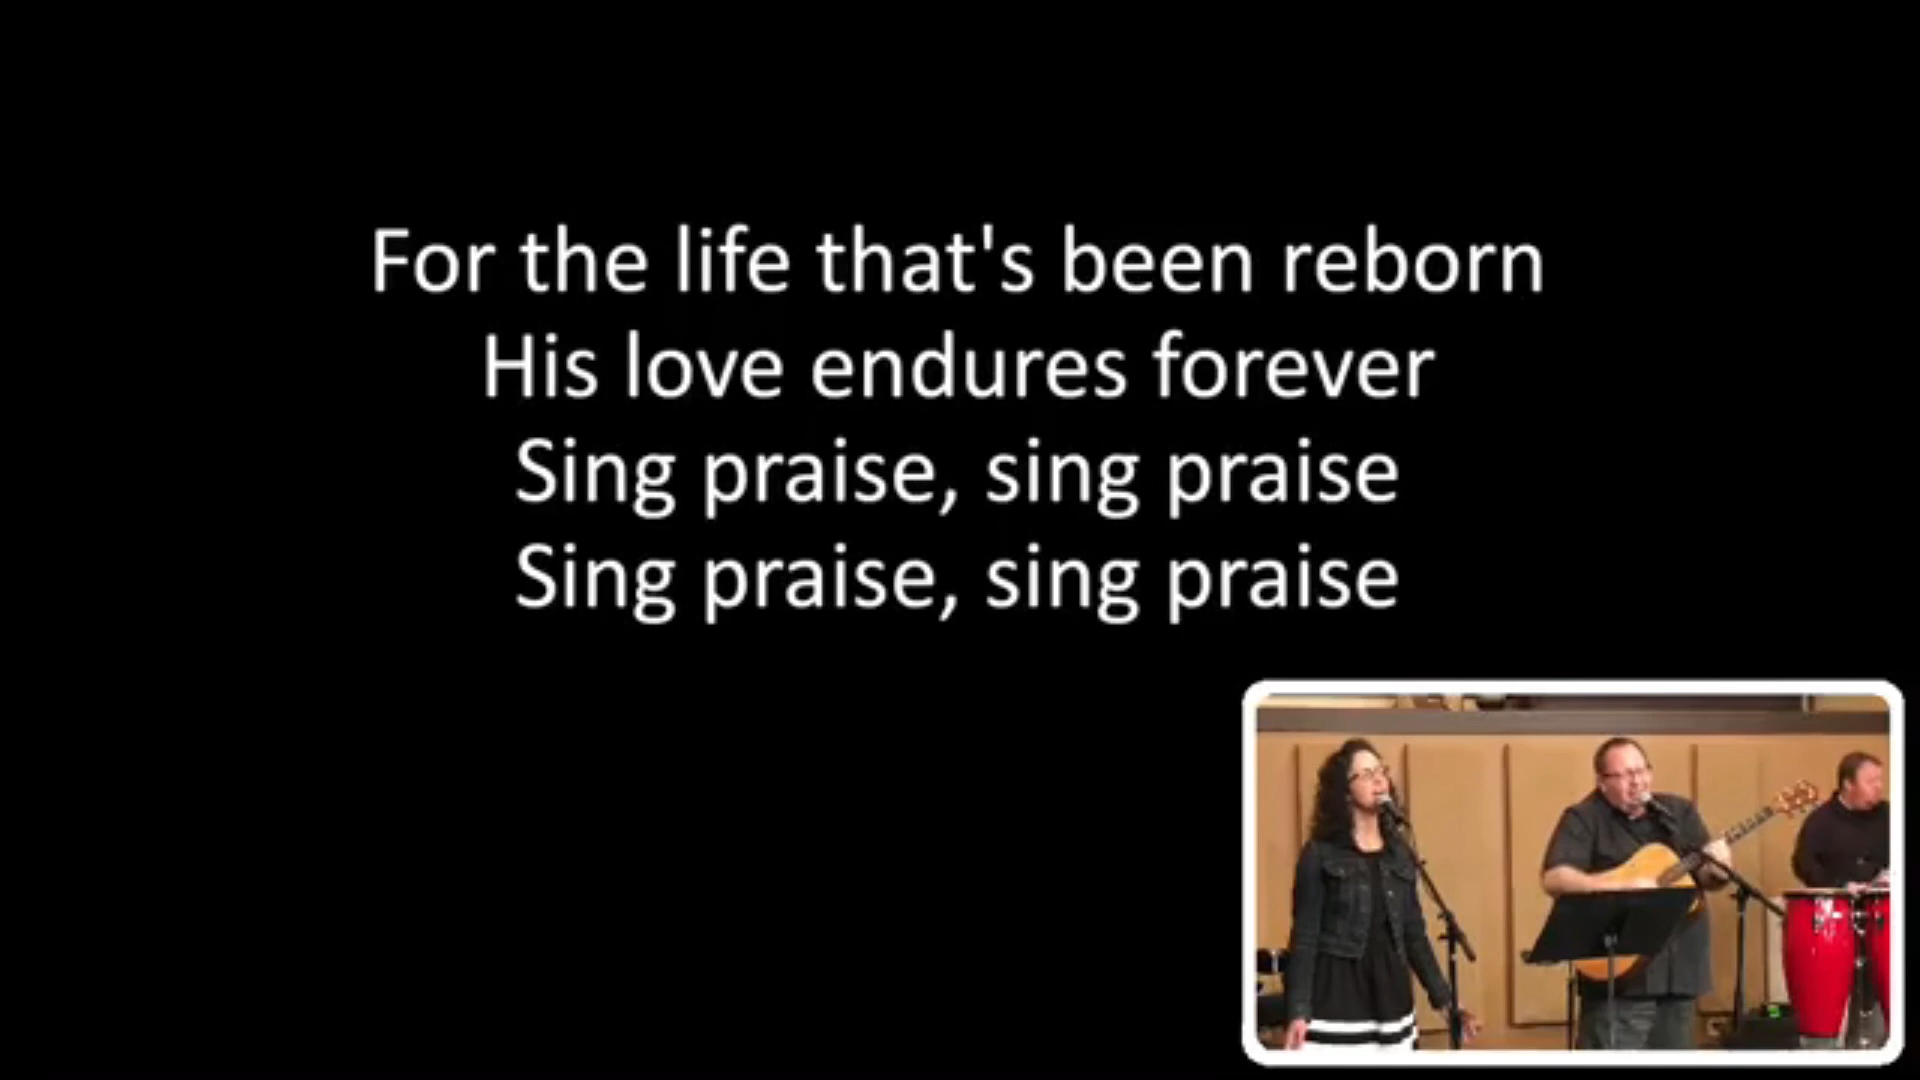 For the life that's been reborn
His love endures forever
Sing praise, sing praise
Sing praise, sing praise